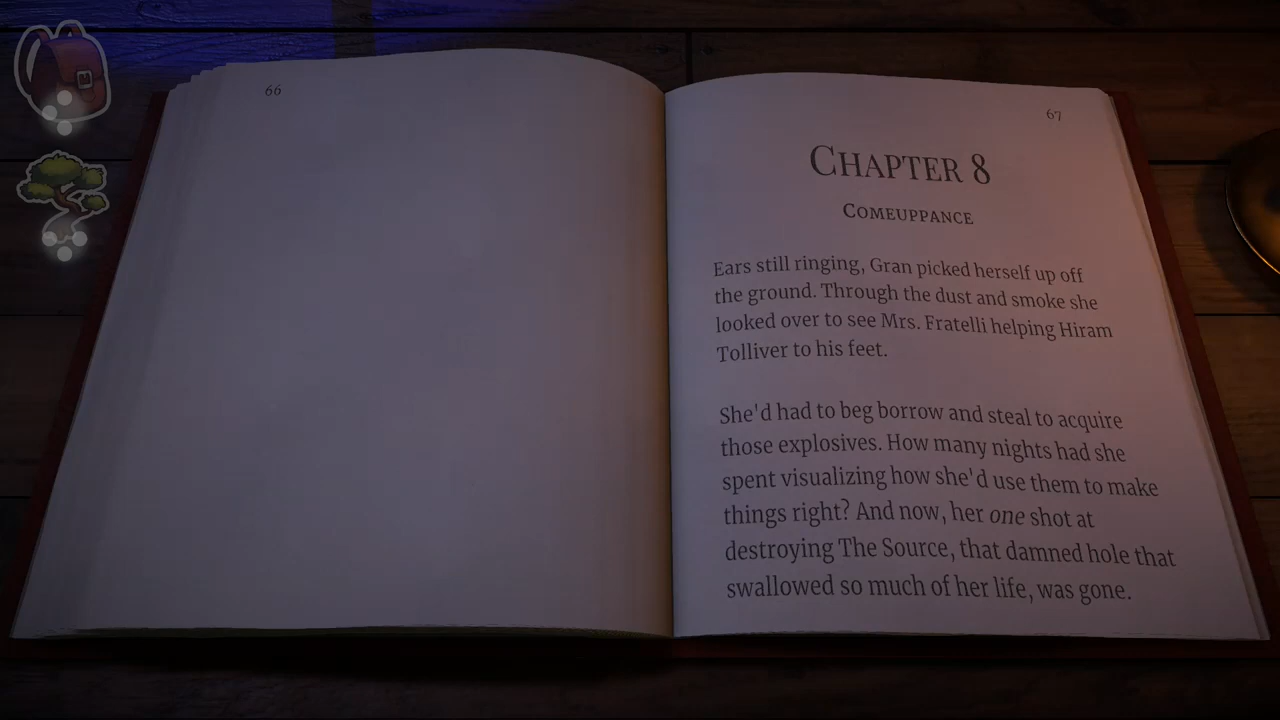 66
67
Chapter 8
Comeuppance
Ears still ringing, Gran picked herself up off
the ground. Through the dust and smoke she
looked over to see Mrs. Fratelli helping Hiram
Tolliver to his feet.
She'd had to beg borrow and steal to acquire
those explosives. How many nights had she
spent visualizing how she'd use them to make
things right? And now, her one shot at
destroying The Source, that damned hole that
swallowed so much of her life, was gone.